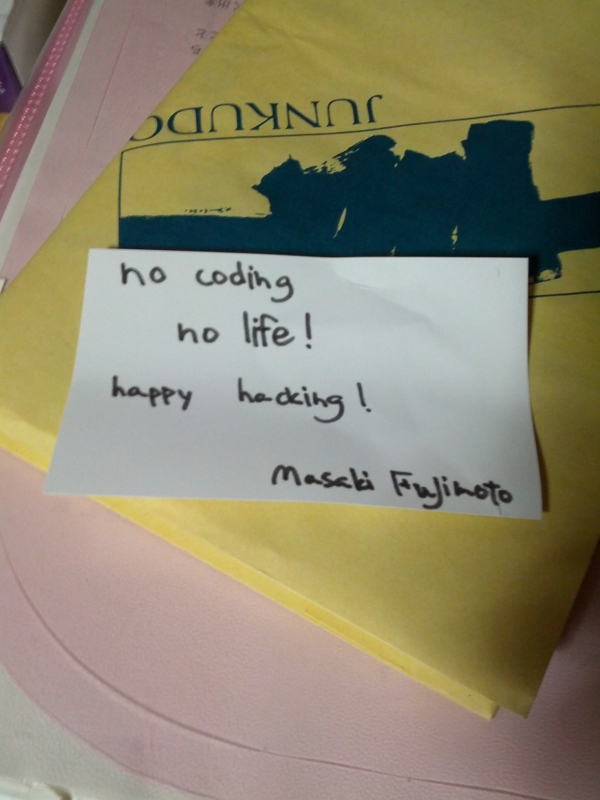 JUNKUDO
no coding
no life!
happy hacking!
Masaki Fujimoto